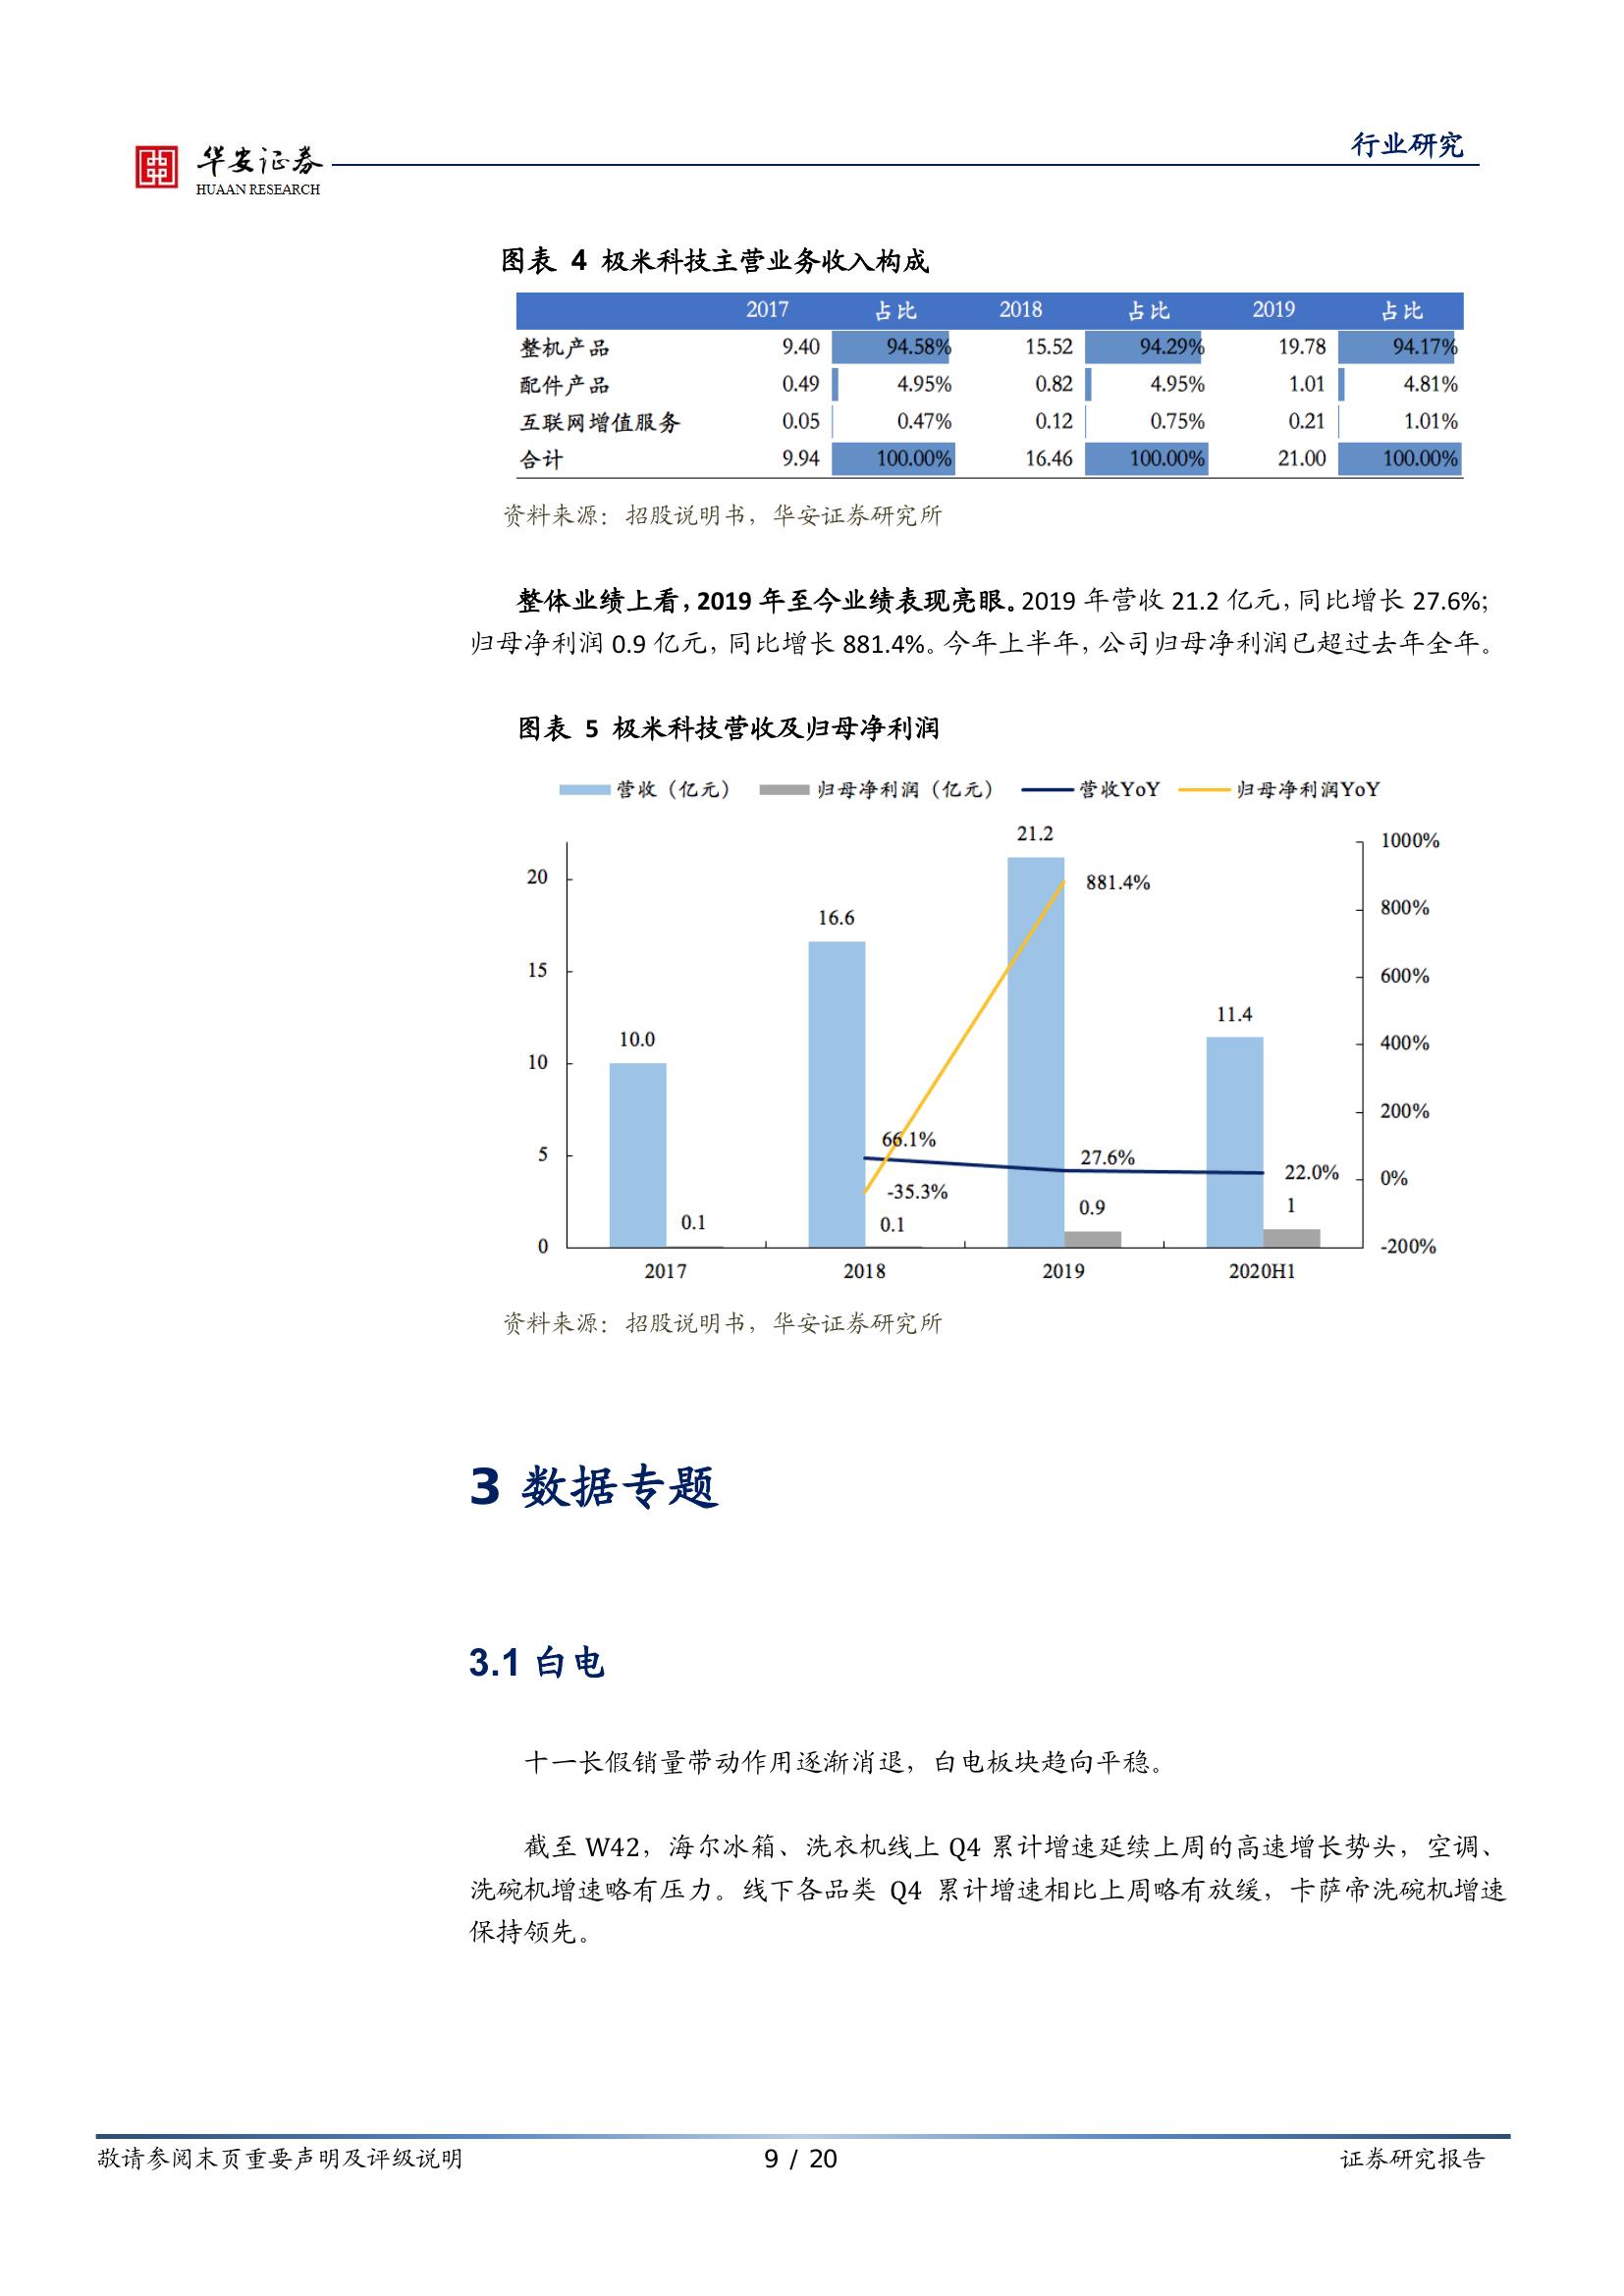 华安证券
HUAAN RESEARCH
行业研究
图表 4 极米科技主营业务收入构成
2017 占比 2018 占比 2019 占比
整机产品 9.40 94.58% 15.52 94.29% 19.78 94.17%
配件产品 0.49 4.95% 0.82 4.95% 1.01 4.81%
互联网增值服务 0.05 0.47% 0.12 0.75% 0.21 1.01%
合计 9.94 100.00% 16.46 100.00% 21.00 100.00%
资料来源：招股说明书，华安证券研究所
整体业绩上看，2019 年至今业绩表现亮眼。2019 年营收 21.2 亿元，同比增长 27.6%；
归母净利润 0.9 亿元，同比增长 881.4%。今年上半年，公司归母净利润已超过去年全年。
图表 5 极米科技营收及归母净利润
营收（亿元） 归母净利润（亿元） 营收YoY 归母净利润YoY
21.2
1000%
20
881.4%
800%
16.6
15
600%
11.4
10.0
10
400%
66.1%
200%
5
27.6%
22.0%
0%
-35.3%
0.9
1
0.1
0.1
0
-200%
2017 2018 2019 2020H1
资料来源：招股说明书，华安证券研究所
3 数据专题
3.1 白电
十一长假销量带动作用逐渐消退，白电板块趋向平稳。
截至 W42，海尔冰箱、洗衣机线上 Q4 累计增速延续上周的高速增长势头，空调、
洗碗机增速略有压力。线下各品类 Q4 累计增速相比上周略有放缓，卡萨帝洗碗机增速
保持领先。
敬请参阅末页重要声明及评级说明 9 / 20 证券研究报告